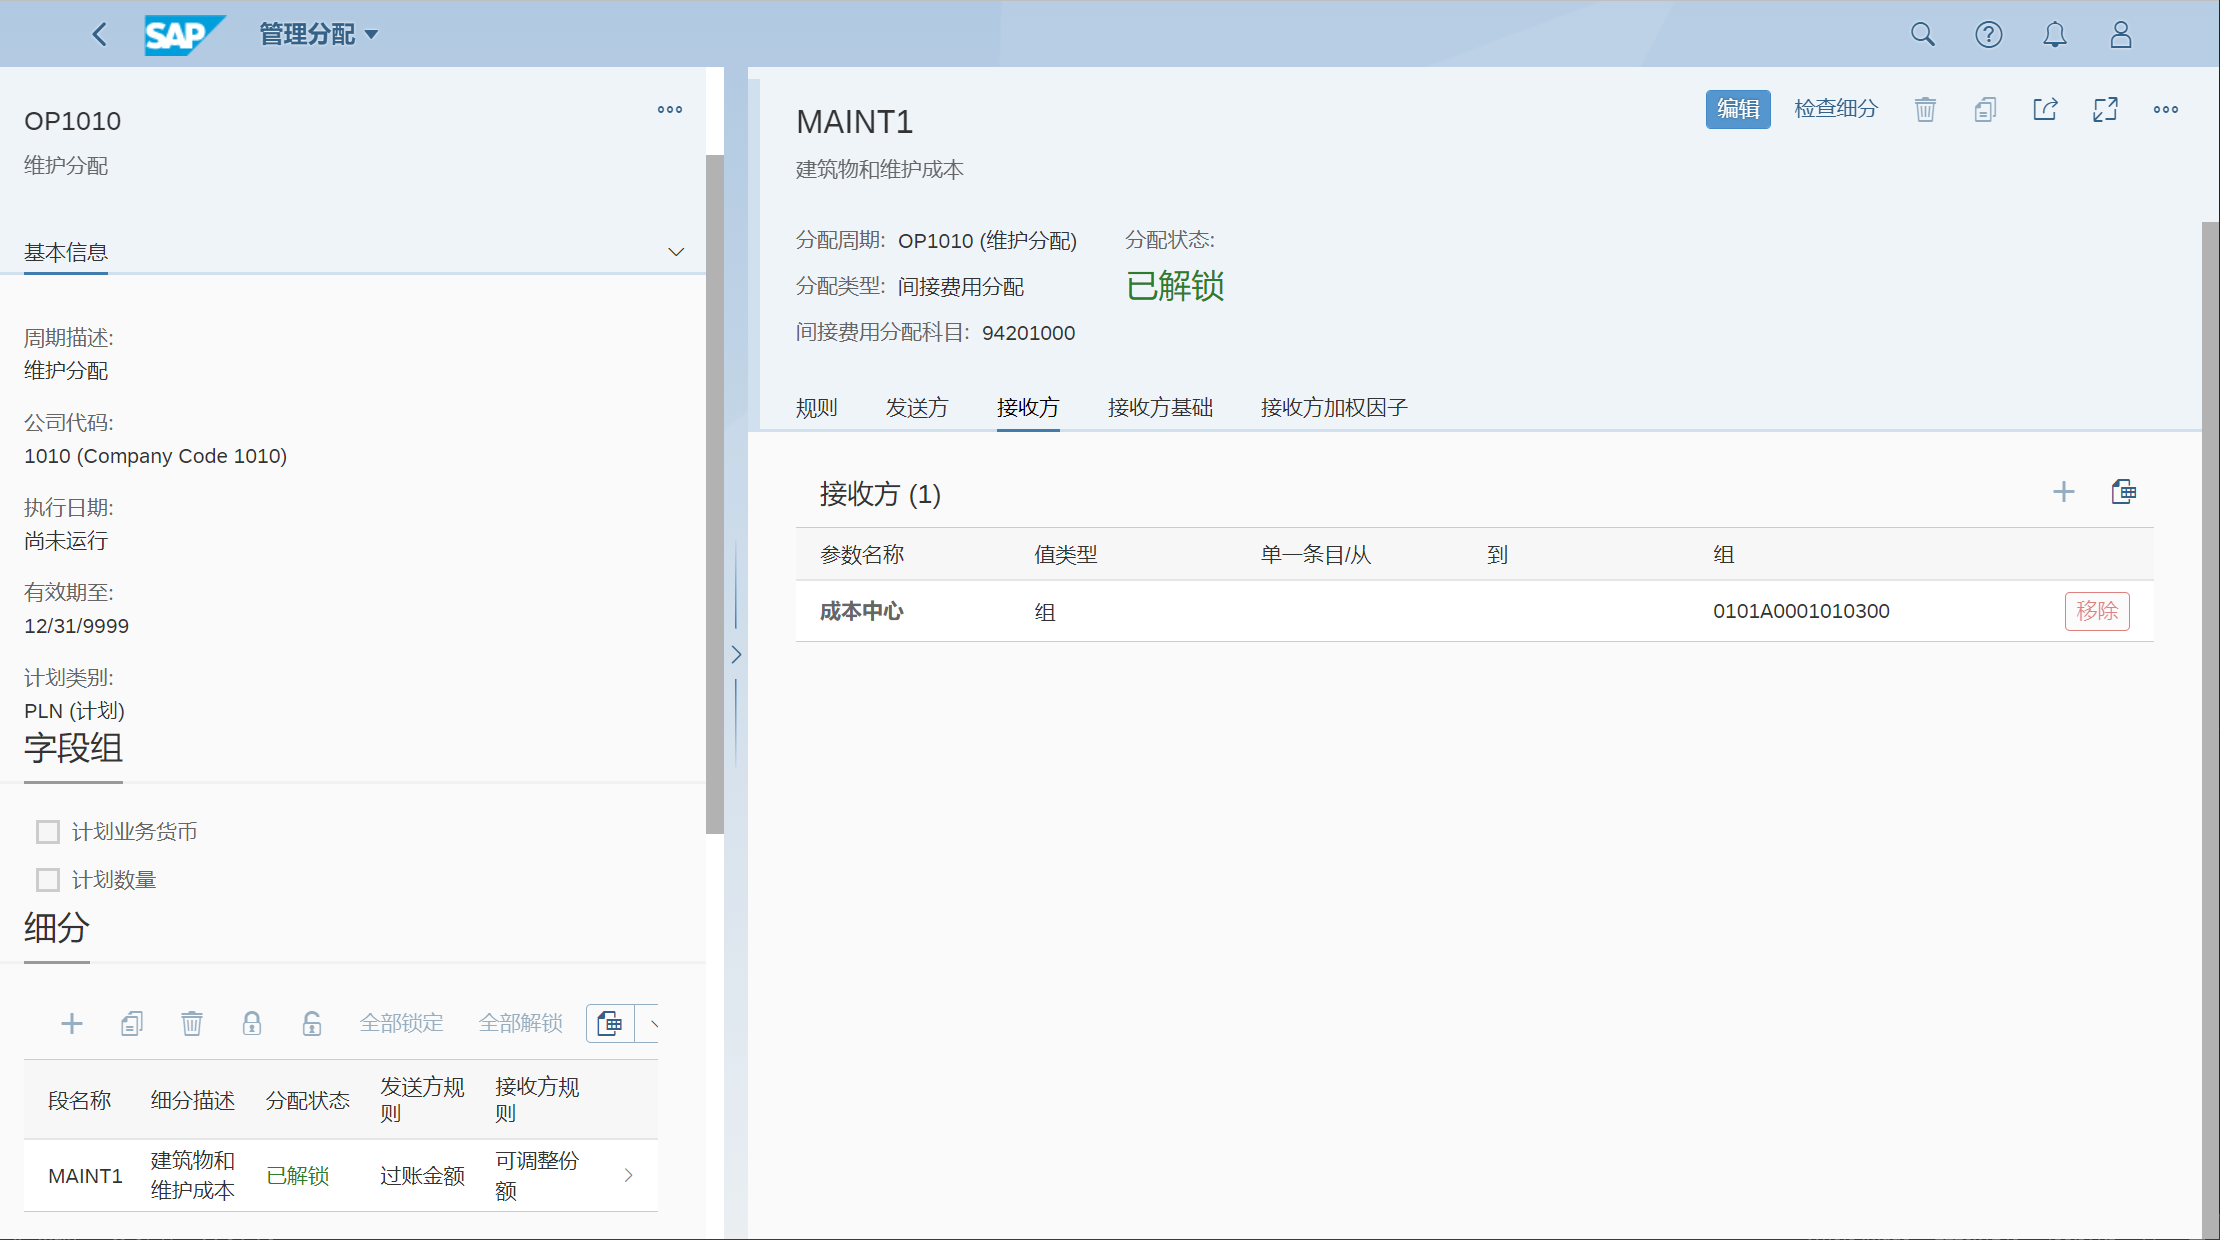 SAP 管理分配
OP1010
维护分配
基本信息
周期描述:
维护分配
公司代码:
1010 (Company Code 1010)
执行日期:
尚未运行
有效期至:
12/31/9999
计划类别:
PLN (计划)
字段组
计划业务货币
计划数量
细分
全部锁定 全部解锁
段名称 细分描述 分配状态 发送方规则 接收方规则
MAINT1 建筑物和维护成本 已解锁 过账金额 可调整份额
MAINT1
编辑 检查细分
建筑物和维护成本
分配周期: OP1010 (维护分配) 分配状态:
分配类型: 间接费用分配 已解锁
间接费用分配科目: 94201000
规则 发送方 接收方 接收方基础 接收方加权因子
接收方 (1)
参数名称 值类型 单一条目/从 到 组
成本中心 组 0101A0001010300 移除